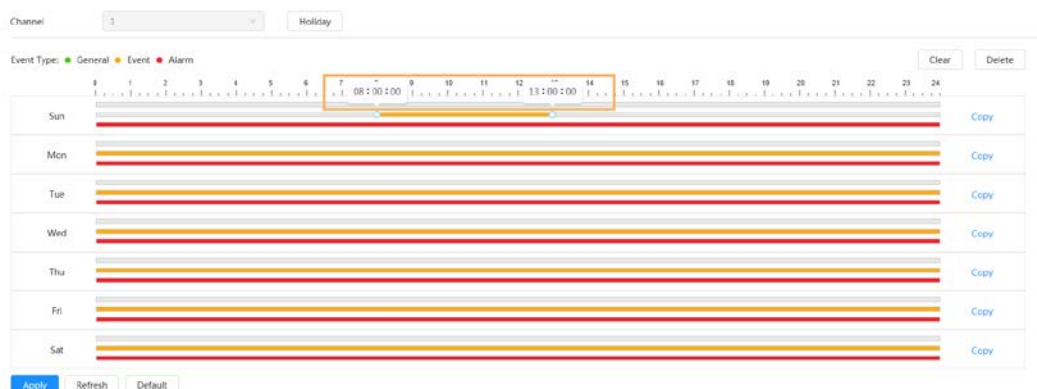 Channel 1 Holiday
Event Type: General Event Alarm Clear Delete
0 1 2 3 4 5 6 7 9 10 11 12 14 15 16 17 18 19 20 21 22 23 24
08:00:00 13:00:00
Sun Copy
Mon Copy
Tue Copy
Wed Copy
Thu Copy
Fri Copy
Sat Copy
Apply Refresh Default